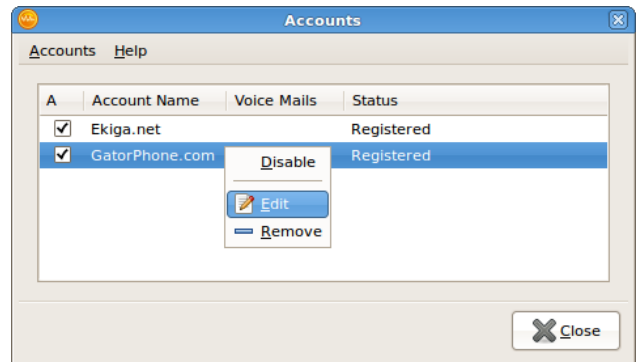 Accounts
Accounts Help
A Account Name Voice Mails Status
Ekiga.net Registered
GatorPhone.com Registered
Disable
Edit
Remove
Close